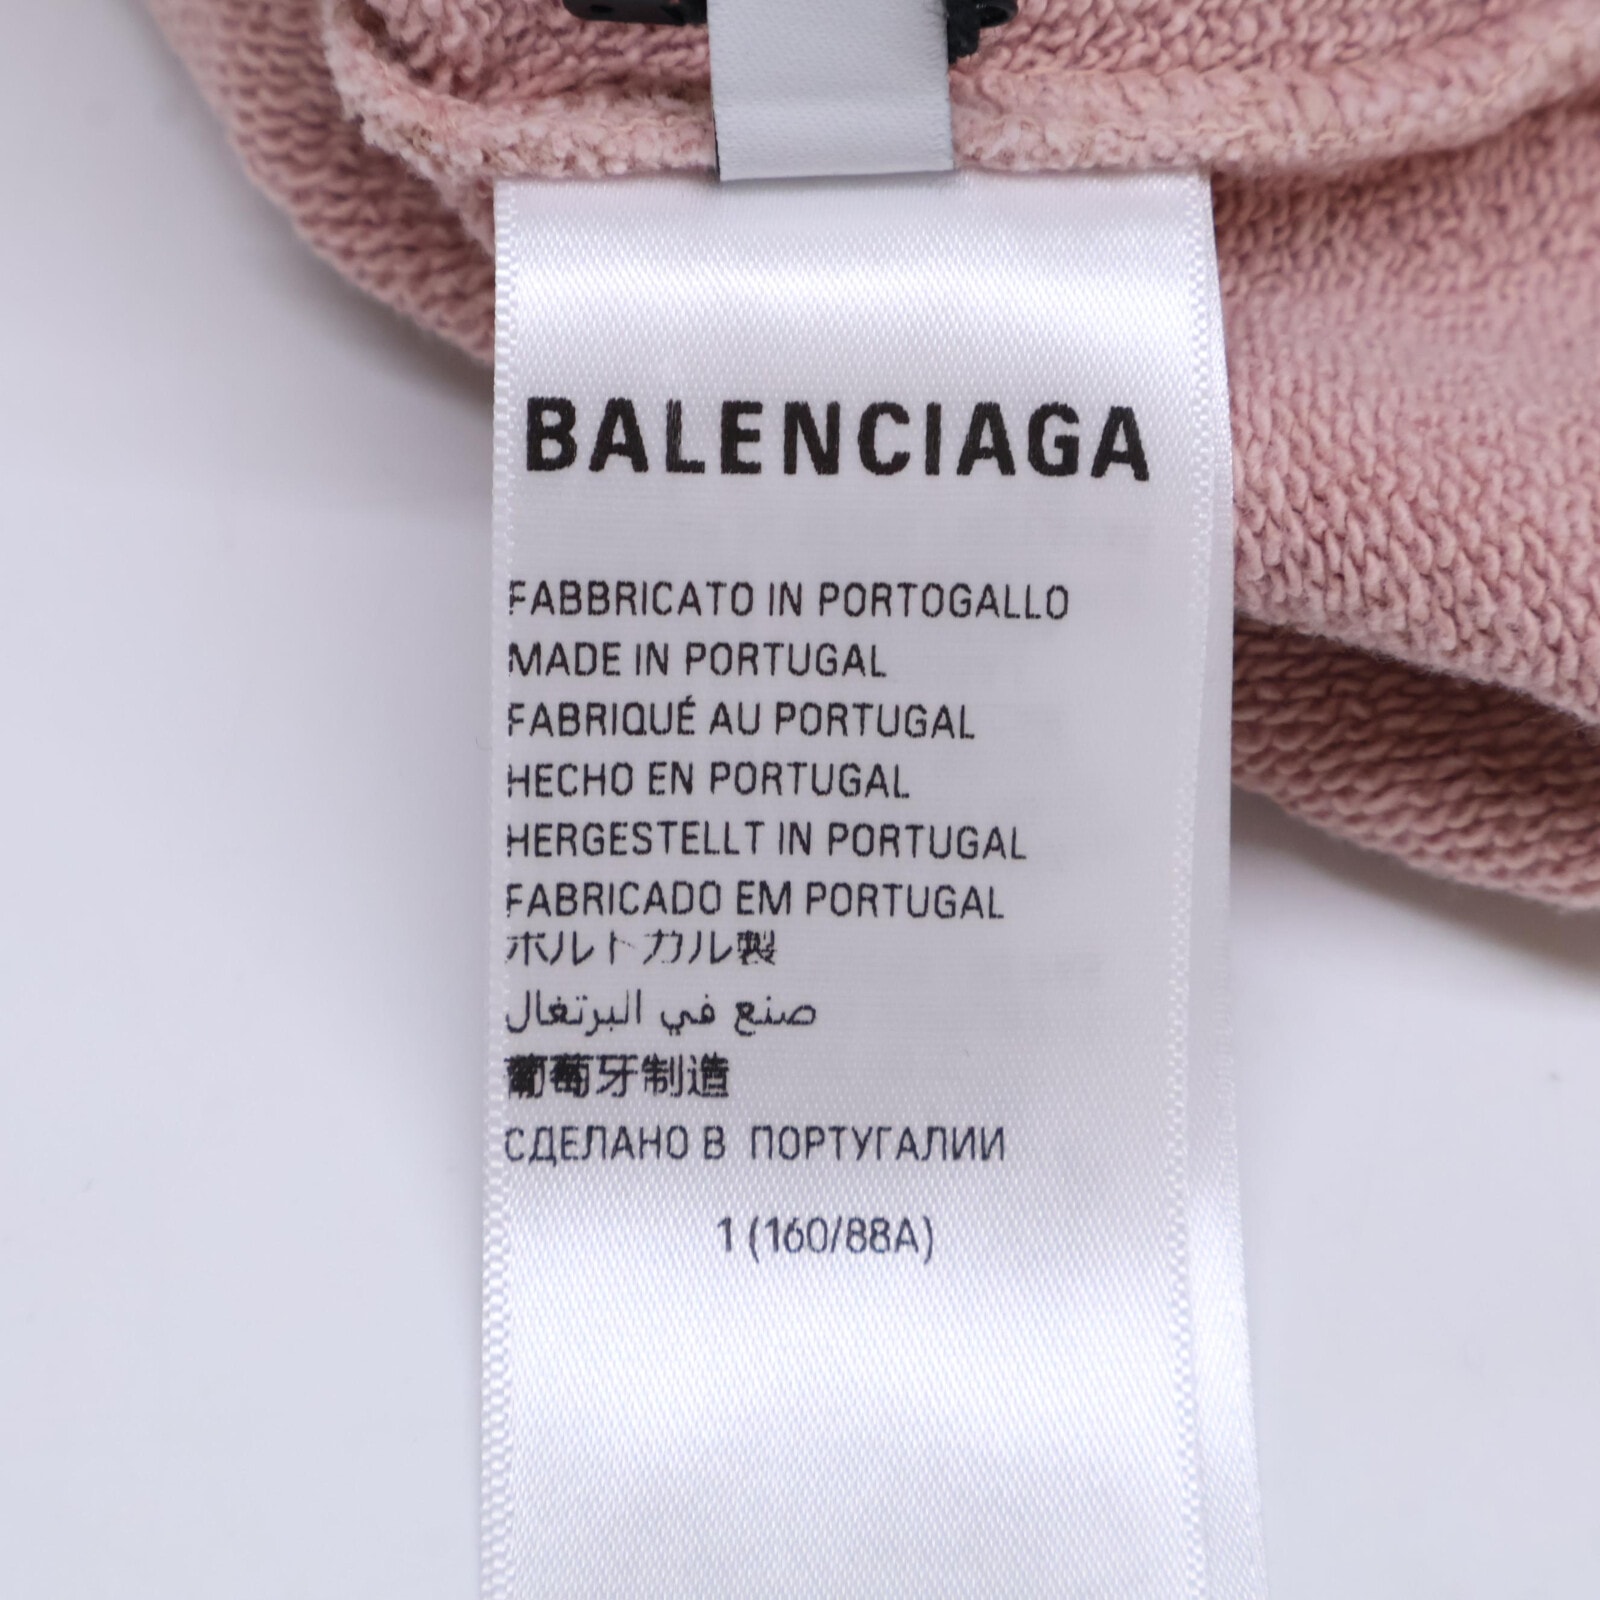 BALENCIAGA
FABBRICATO IN PORTOGALLO
MADE IN PORTUGAL
FABRIQUÉ AU PORTUGAL
HECHO EN PORTUGAL
HERGESTELLT IN PORTUGAL
FABRICADO EM PORTUGAL
ポルトガル製
صنع في البرتغال
葡萄牙制造
СДЕЛАНО В ПОРТУГАЛИИ
1 (160/88A)